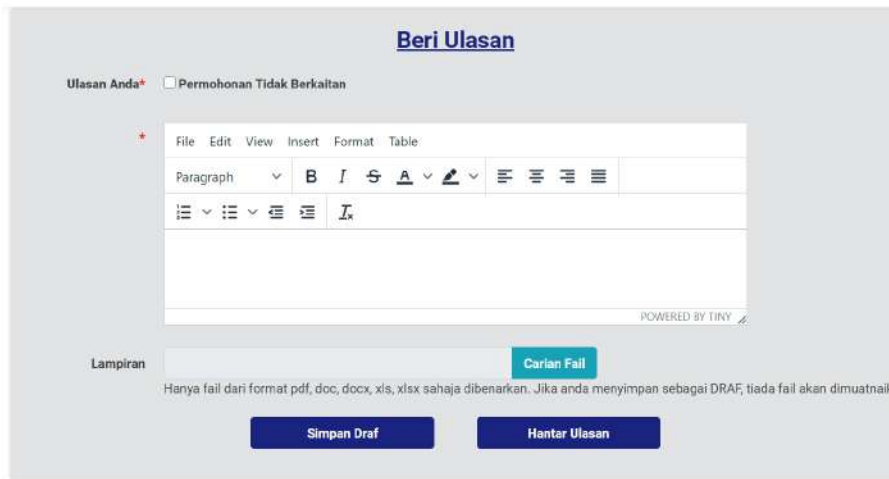 Beri Ulasan
Ulasan Anda* Permohonan Tidak Berkaitan
*
File Edit View Insert Format Table
Paragraph B I S A
POWERED BY TINY
Lampiran Carian Fail
Hanya fail dari format pdf, doc, docx, xls, xlsx sahaja dibenarkan. Jika anda menyimpan sebagai DRAF, tiada fail akan dimuatnaik
Simpan Draf Hantar Ulasan